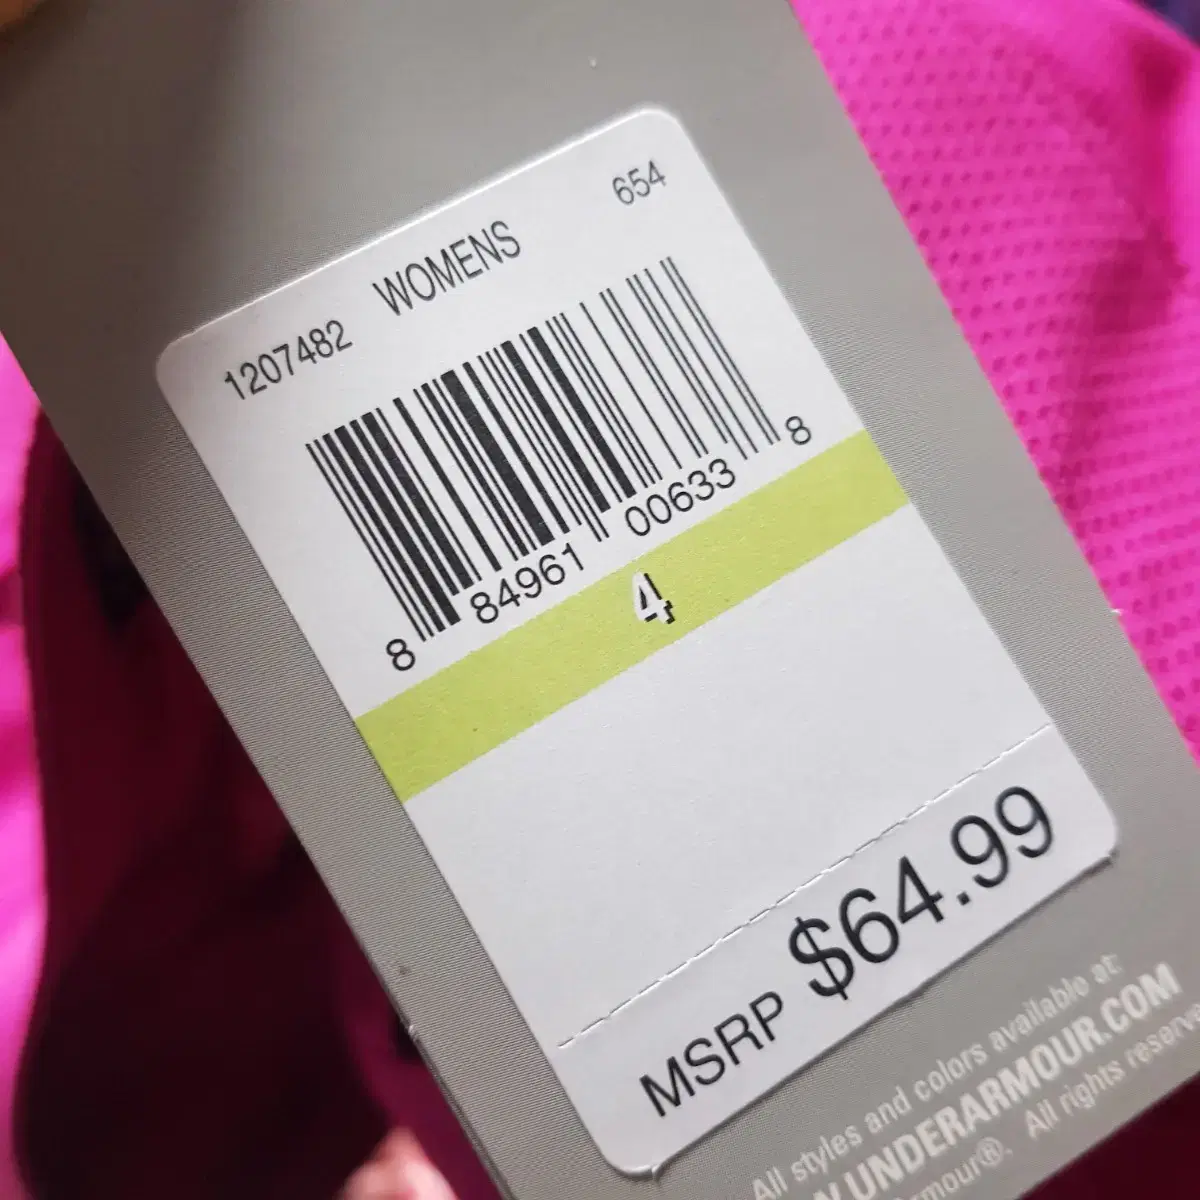 1207482 WOMENS 654
8 84961 00633 8
4
MSRP $64.99
All styles and colors available at:
UNDERARMOUR.COM
All rights